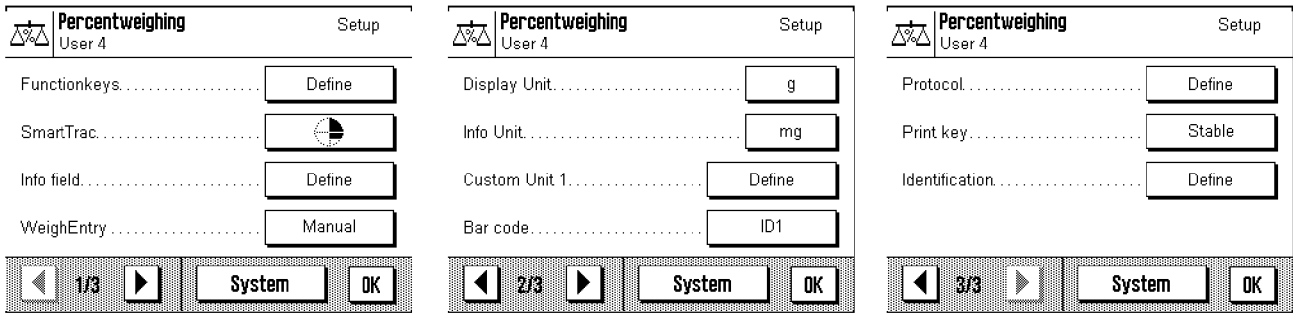 Percentweighing
User 4
Setup
Functionkeys.................... Define
SmartTrac.......................
Info field....................... Define
WeighEntry .................... Manual
1/3
System
OK
Percentweighing
User 4
Setup
Display Unit........................ g
Info Unit........................... mg
Custom Unit 1.................... Define
Bar code......................... ID1
2/3
System
OK
Percentweighing
User 4
Setup
Protocol........................ Define
Print key........................ Stable
Identification.................... Define
3/3
System
OK